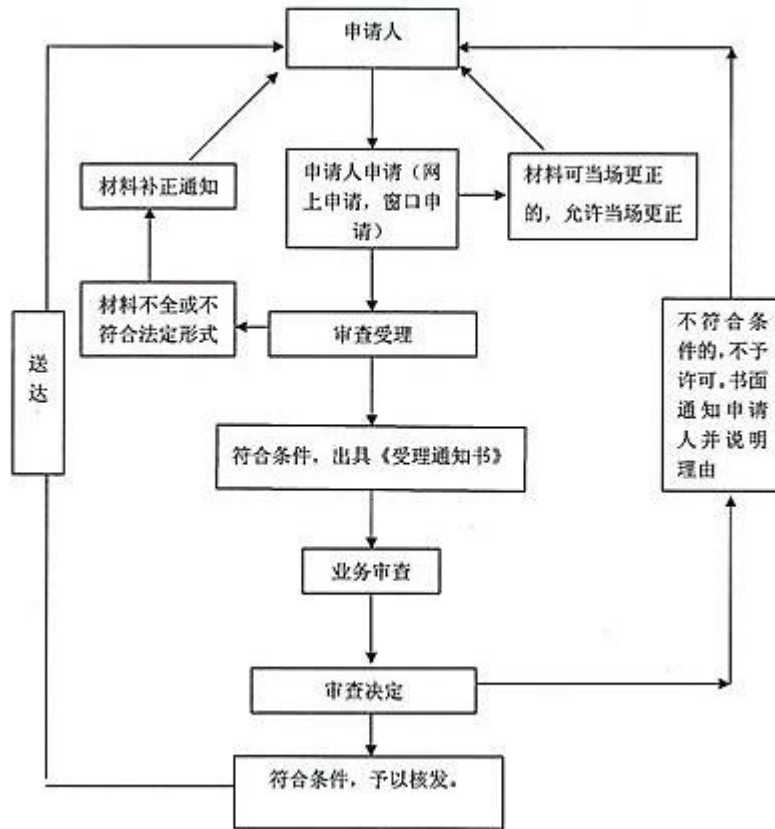 申请人
申请人申请（网
上申请，窗口申
请）
材料可当场更正
的，允许当场更正
材料补正通知
材料不全或不
符合法定形式
审查受理
送
达
不符合条
件的，不予
许可。书面
通知申请
人并说明
理由
符合条件，出具《受理通知书》
业务审查
审查决定
符合条件，予以核发。